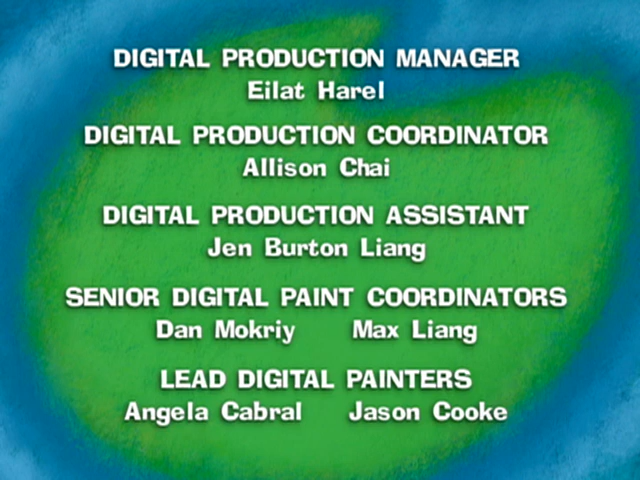 DIGITAL PRODUCTION MANAGER
Eilat Harel
DIGITAL PRODUCTION COORDINATOR
Allison Chai
DIGITAL PRODUCTION ASSISTANT
Jen Burton Liang
SENIOR DIGITAL PAINT COORDINATORS
Dan Mokriy Max Liang
LEAD DIGITAL PAINTERS
Angela Cabral Jason Cooke